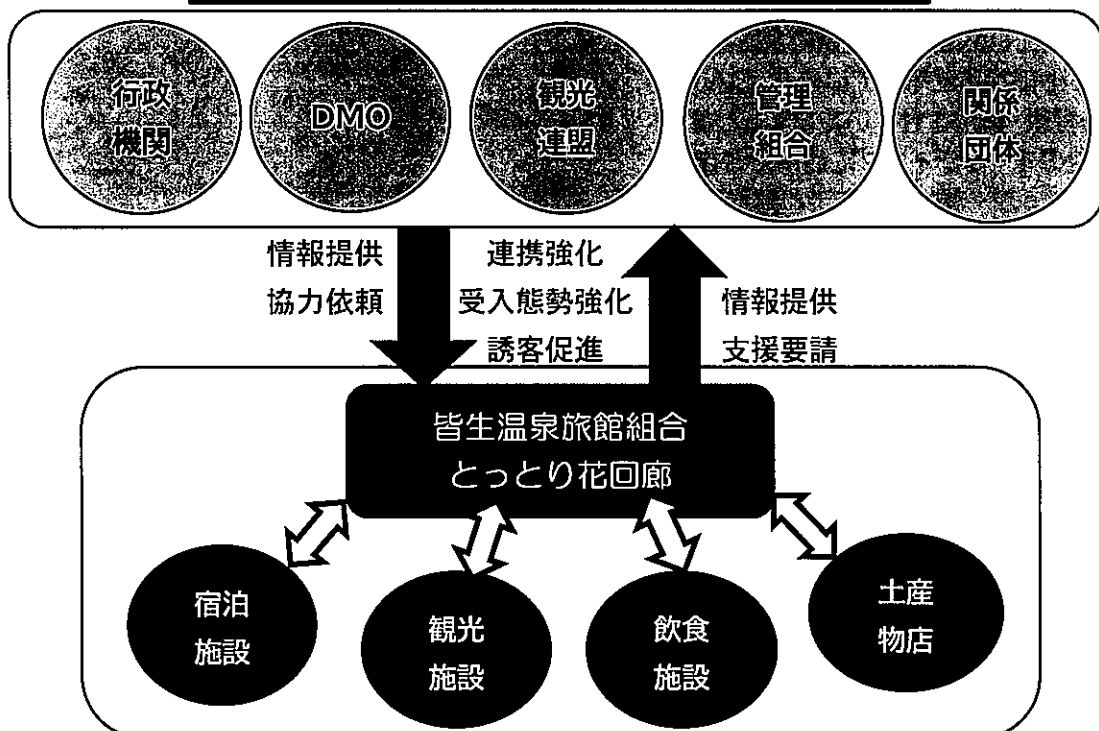 行政
機関
DMO
観光
連盟
管理
組合
関係
団体
情報提供
協力依頼
連携強化
受入態勢強化
誘客促進
情報提供
支援要請
皆生温泉旅館組合
とっとり花回廊
宿泊
施設
観光
施設
飲食
施設
土産
物店